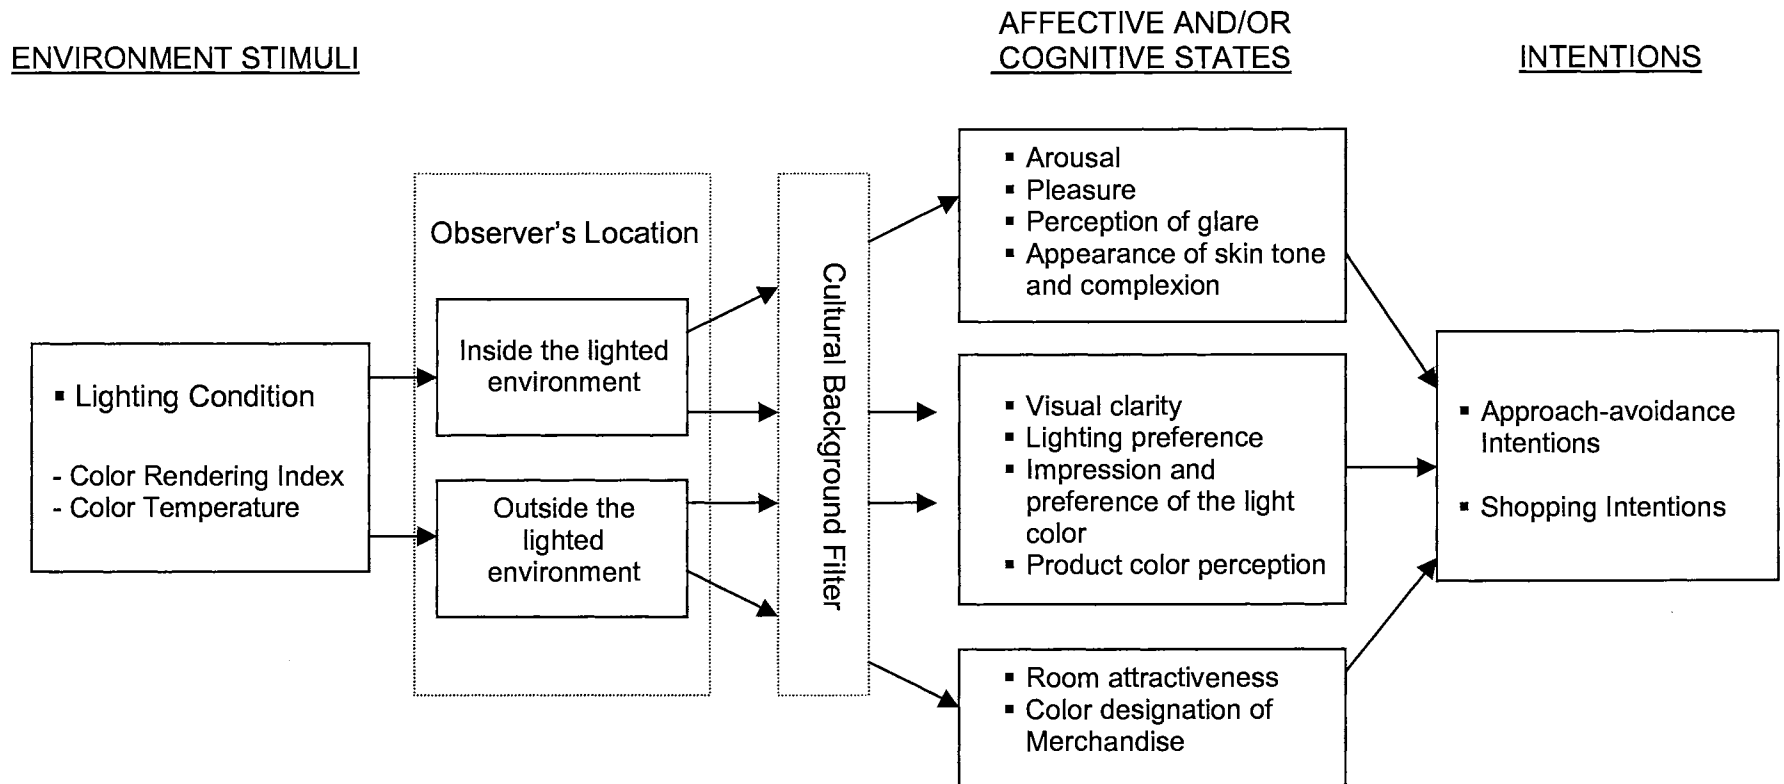 ENVIRONMENT STIMULI
AFFECTIVE AND/OR
COGNITIVE STATES
INTENTIONS
▪ Lighting Condition
- Color Rendering Index
- Color Temperature
Observer's Location
Inside the lighted
environment
Outside the
lighted
environment
Cultural Background Filter
▪ Arousal
▪ Pleasure
▪ Perception of glare
▪ Appearance of skin tone
and complexion
▪ Visual clarity
▪ Lighting preference
▪ Impression and
preference of the light
color
▪ Product color perception
▪ Room attractiveness
▪ Color designation of
Merchandise
▪ Approach-avoidance
Intentions
▪ Shopping Intentions